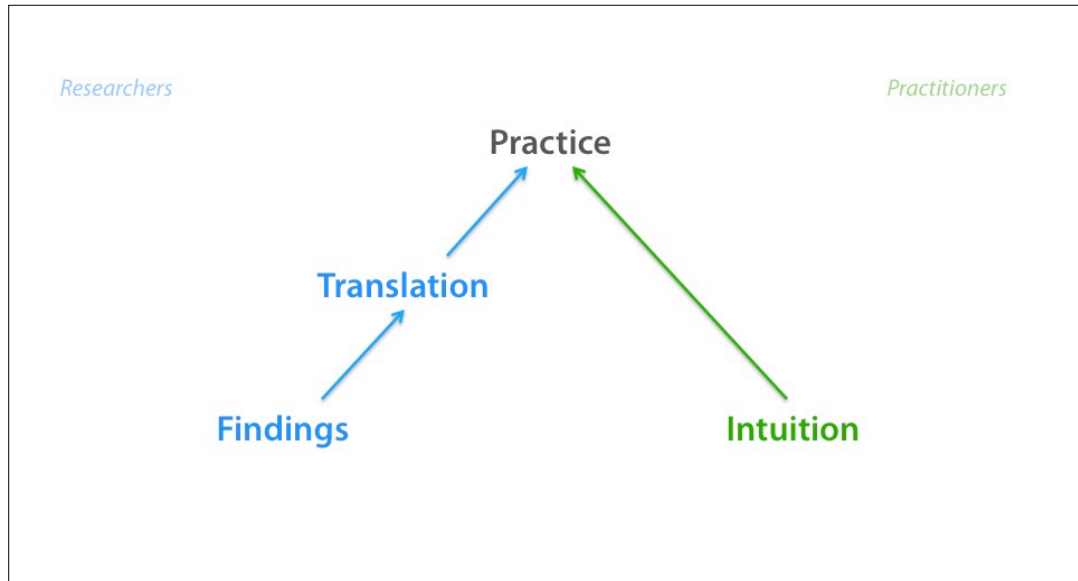 Researchers
Practitioners
Practice
Translation
Findings
Intuition